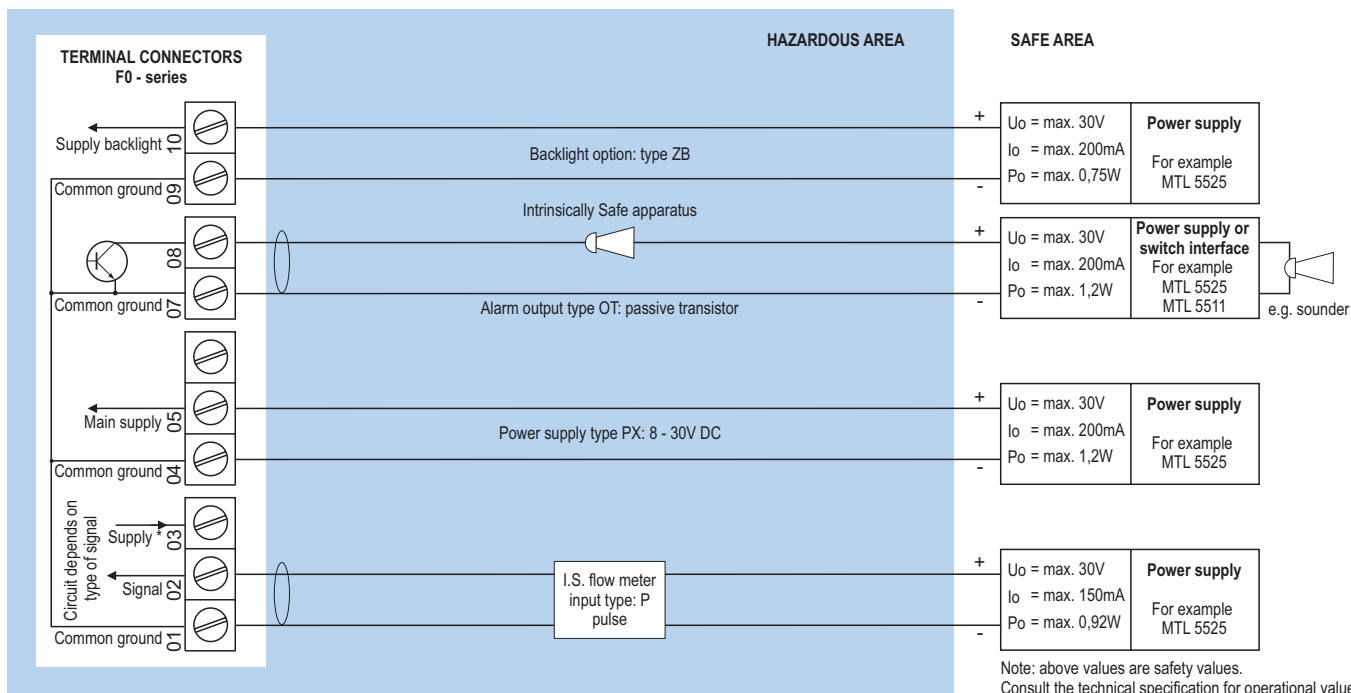 HAZARDOUS AREA
SAFE AREA
TERMINAL CONNECTORS
F0 - series
Supply backlight
10
Common ground
09
Backlight option: type ZB
+
-
Uo = max. 30V
Io = max. 200mA
Po = max. 0,75W
Power supply
For example
MTL 5525
08
Common ground
07
Intrinsically Safe apparatus
Alarm output type OT: passive transistor
+
-
Uo = max. 30V
Io = max. 200mA
Po = max. 1,2W
Power supply or
switch interface
For example
MTL 5525
MTL 5511
e.g. sounder
Main supply
05
Common ground
04
Power supply type PX: 8 - 30V DC
+
-
Uo = max. 30V
Io = max. 200mA
Po = max. 1,2W
Power supply
For example
MTL 5525
Circuit depends on
type of signal
Supply *
03
Signal
02
Common ground
01
I.S. flow meter
input type: P
pulse
+
-
Uo = max. 30V
Io = max. 150mA
Po = max. 0,92W
Power supply
For example
MTL 5525
Note: above values are safety values.
Consult the technical specification for operational value